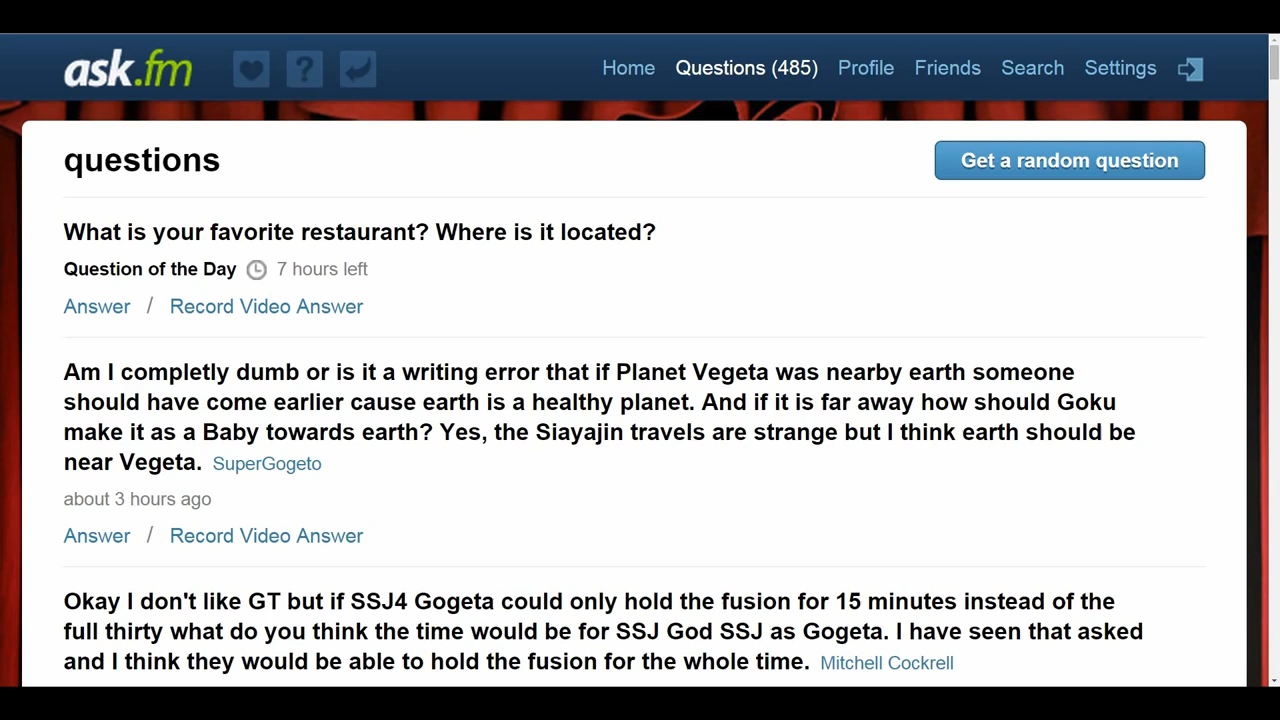 ask.fm
Home Questions (485) Profile Friends Search Settings
questions
Get a random question
What is your favorite restaurant? Where is it located?
Question of the Day 7 hours left
Answer / Record Video Answer
Am I completly dumb or is it a writing error that if Planet Vegeta was nearby earth someone
should have come earlier cause earth is a healthy planet. And if it is far away how should Goku
make it as a Baby towards earth? Yes, the Siayajin travels are strange but I think earth should be
near Vegeta. SuperGogeto
about 3 hours ago
Answer / Record Video Answer
Okay I don't like GT but if SSJ4 Gogeta could only hold the fusion for 15 minutes instead of the
full thirty what do you think the time would be for SSJ God SSJ as Gogeta. I have seen that asked
and I think they would be able to hold the fusion for the whole time. Mitchell Cockrell